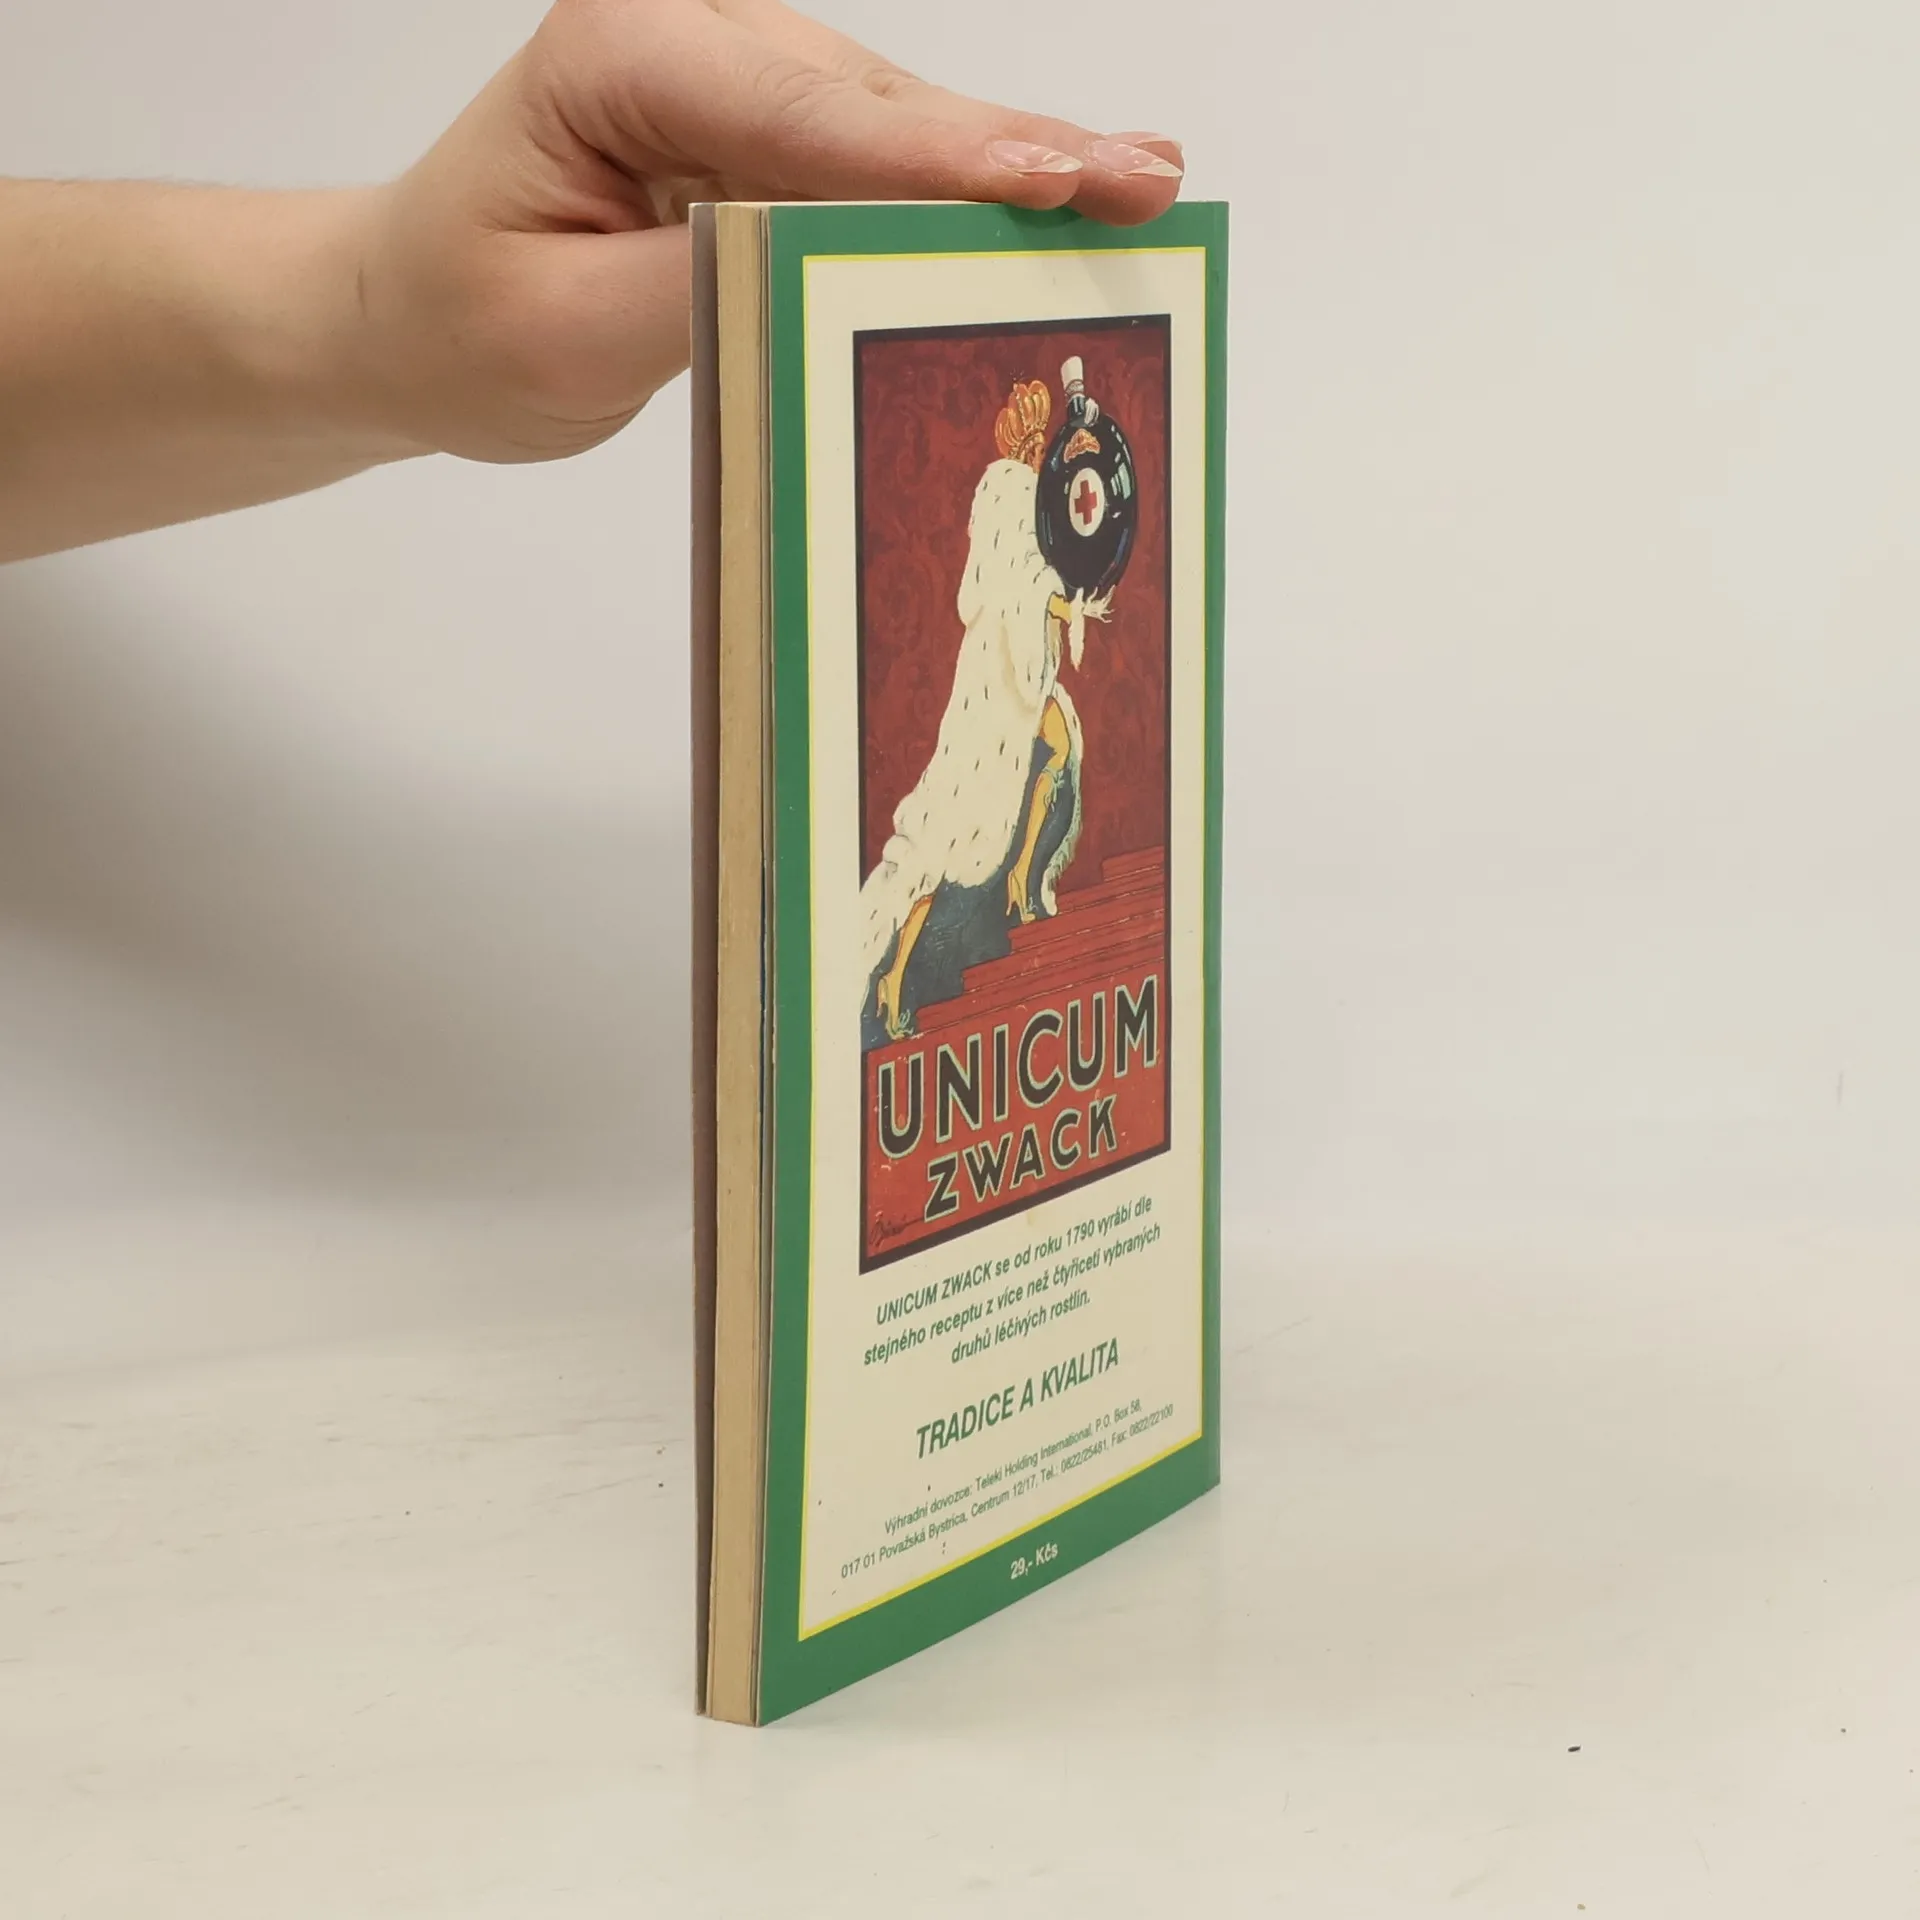 UNICUM
ZWACK
UNICUM ZWACK se od roku 1790 vyrábí dle
stejného receptu z více než čtyřiceti vybraných
druhů léčivých rostlin.
TRADICE A KVALITA
Výhradní dovozce: Teleki Holding International, P.O. Box 58,
017 01 Považská Bystrica, Centrum 12/17, Tel.: 0822/25481, Fax: 0822/22100
29,- Kčs